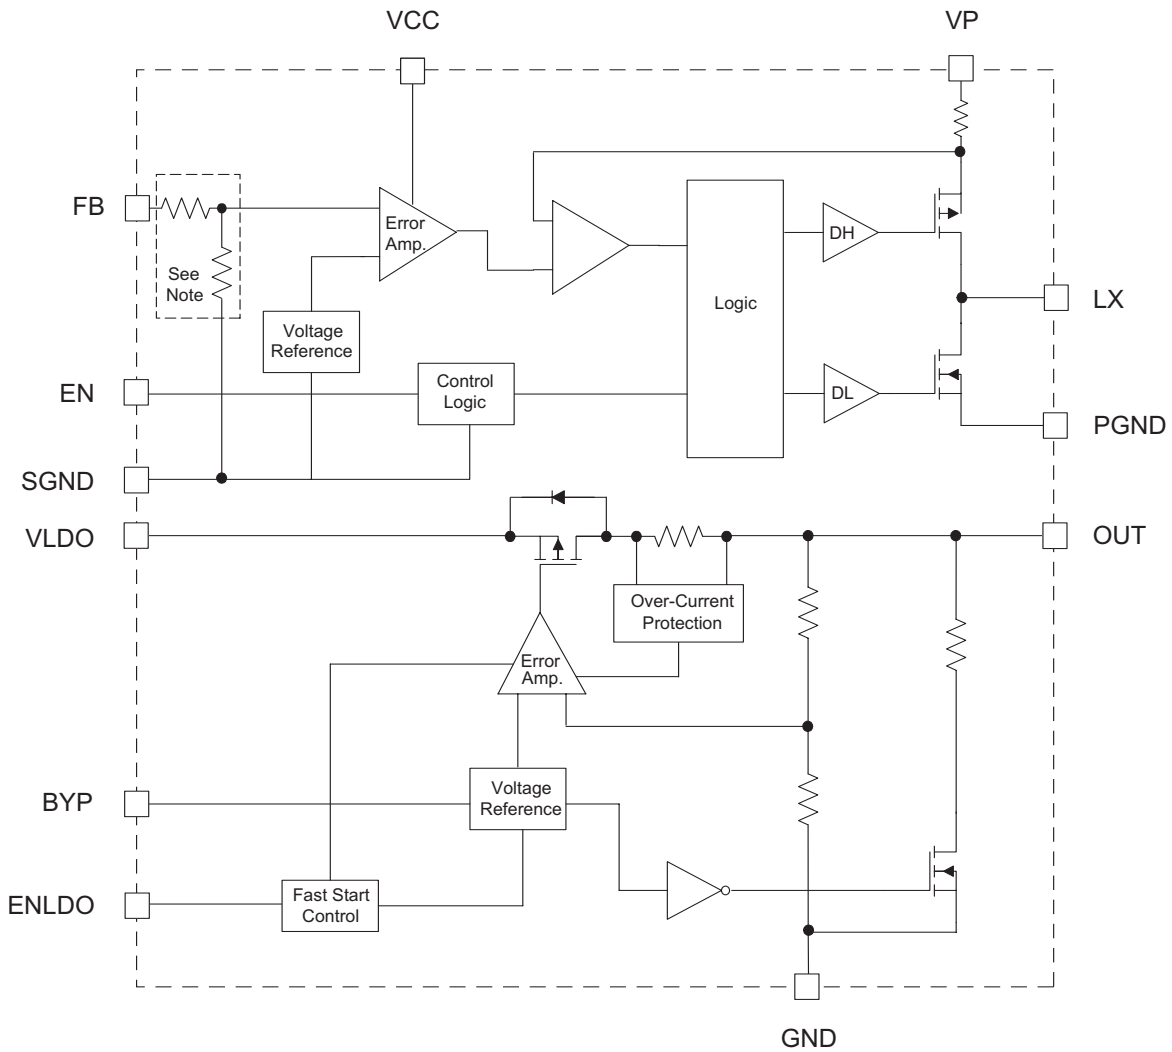 VCC
VP
FB
Error
Amp.
DH
See
Note
Logic
LX
Voltage
Reference
EN
Control
Logic
DL
PGND
SGND
VLDO
OUT
Over-Current
Protection
Error
Amp.
BYP
Voltage
Reference
ENLDO
Fast Start
Control
GND